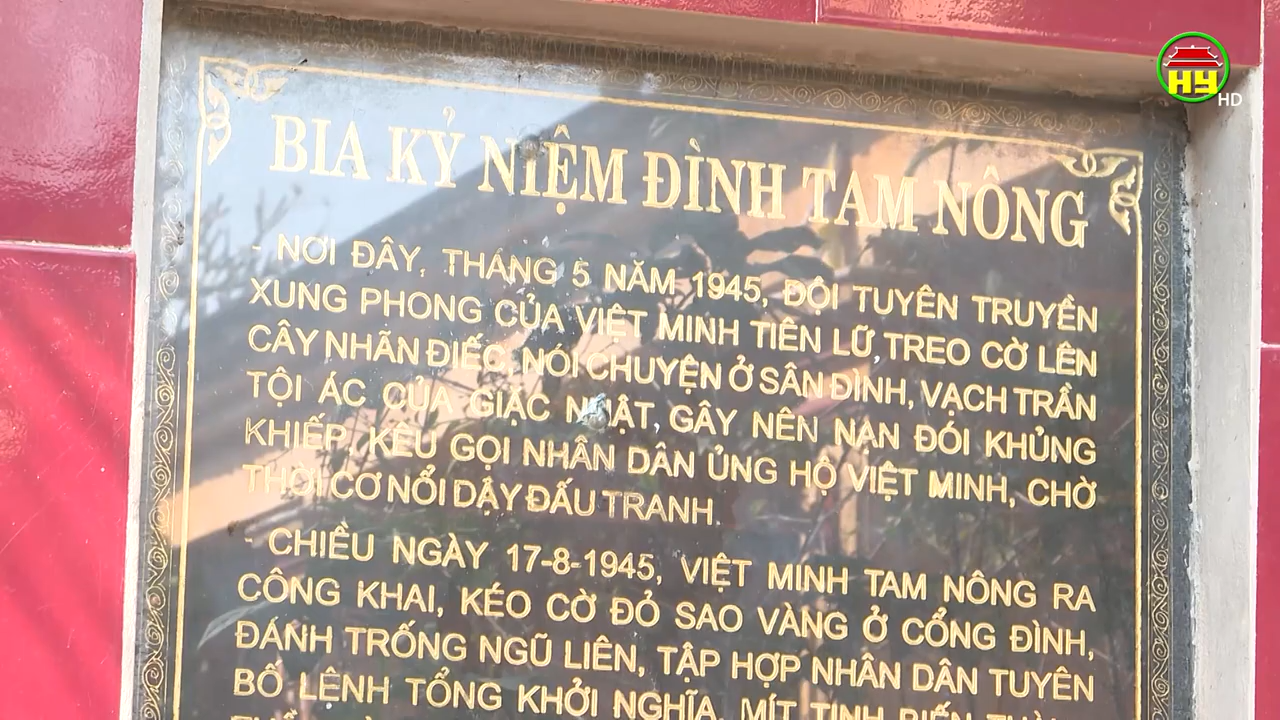 HY
HD
BIA KỶ NIỆM ĐÌNH TAM NÔNG
- NƠI ĐÂY, THÁNG 5 NĂM 1945, ĐỘI TUYÊN TRUYỀN
XUNG PHONG CỦA VIỆT MINH TIÊN LỮ TREO CỜ LÊN
CÂY NHÃN ĐIẾC, NÓI CHUYỆN Ở SÂN ĐÌNH, VẠCH TRẦN
TỘI ÁC CỦA GIẶC NHẬT, GÂY NÊN NẠN ĐÓI KHỦNG
KHIẾP, KÊU GỌI NHÂN DÂN ỦNG HỘ VIỆT MINH, CHỜ
THỜI CƠ NỔI DẬY ĐẤU TRANH.
- CHIỀU NGÀY 17-8-1945, VIỆT MINH TAM NÔNG RA
CÔNG KHAI, KÉO CỜ ĐỎ SAO VÀNG Ở CỔNG ĐÌNH,
ĐÁNH TRỐNG NGŨ LIÊN, TẬP HỢP NHÂN DÂN TUYÊN
BỐ LỆNH TỔNG KHỞI NGHĨA, MÍT TINH BIẾN